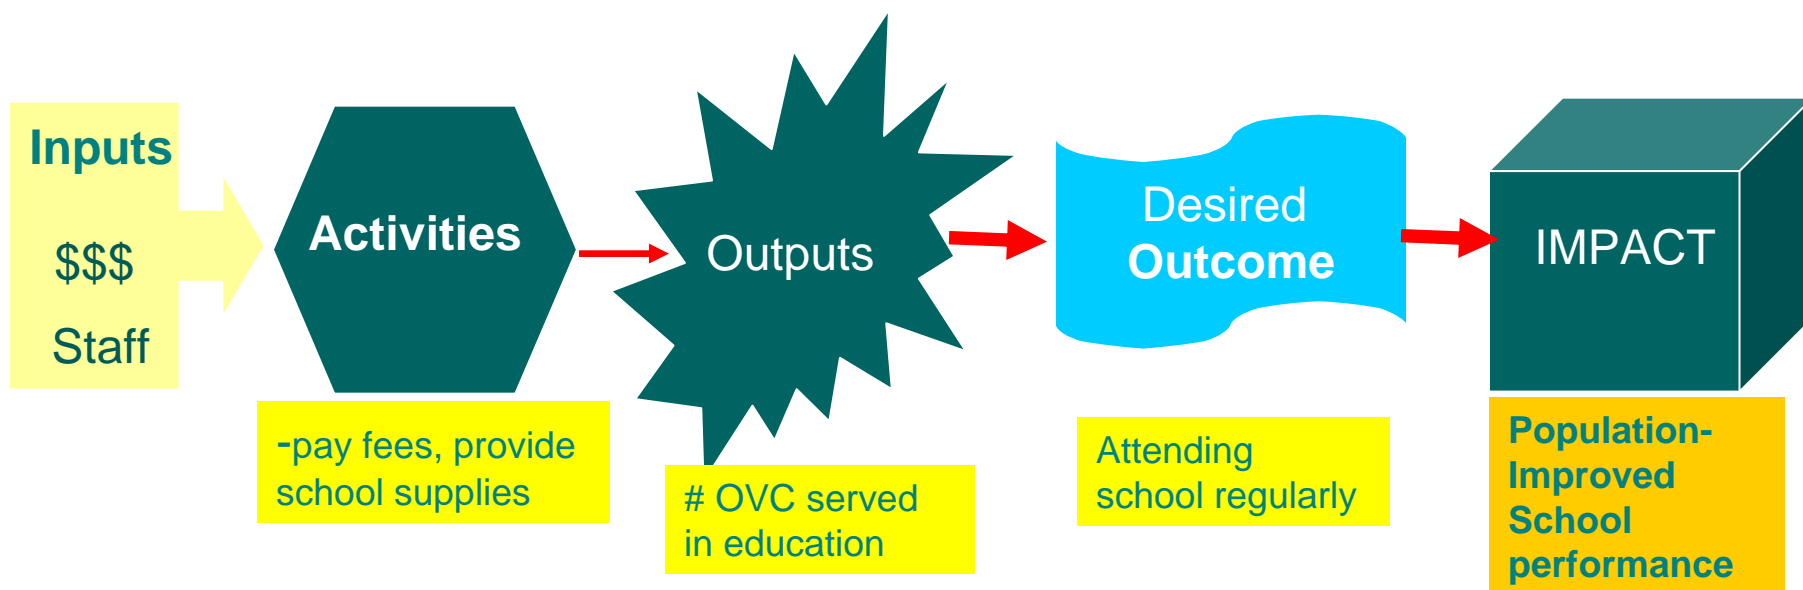 Inputs
$$$
Staff
Activities
-pay fees, provide
school supplies
Outputs
# OVC served
in education
Desired
Outcome
Attending
school regularly
IMPACT
Population-
Improved
School
performance